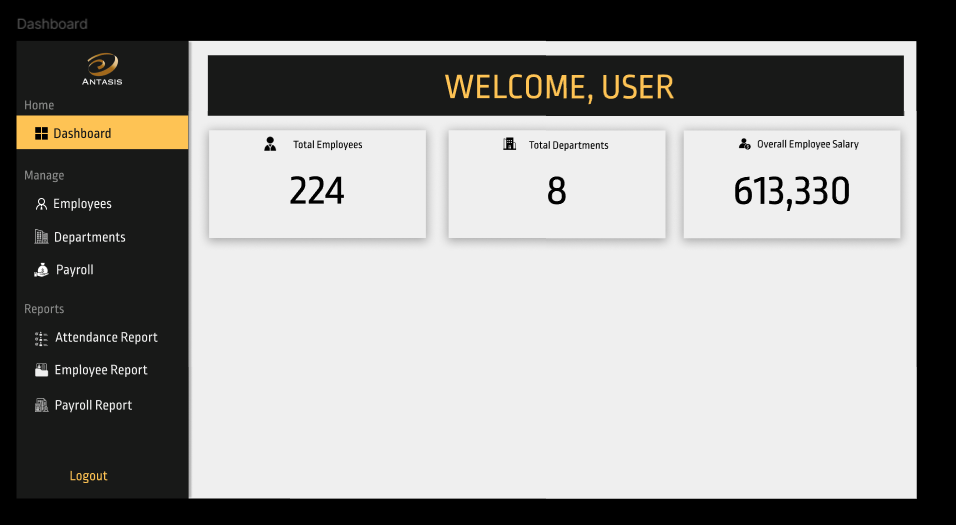 Dashboard
ANTASIS
Home
Dashboard
Manage
Employees
Departments
Payroll
Reports
Attendance Report
Employee Report
Payroll Report
Logout
WELCOME, USER
Total Employees
224
Total Departments
8
Overall Employee Salary
613,330